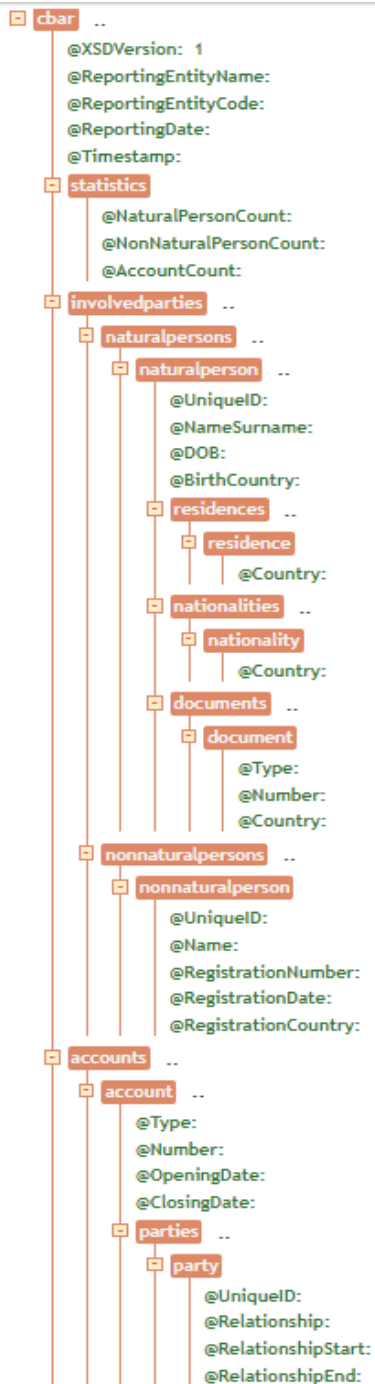 cbar ..
@XSDVersion: 1
@ReportingEntityName:
@ReportingEntityCode:
@ReportingDate:
@Timestamp:
statistics
@NaturalPersonCount:
@NonNaturalPersonCount:
@AccountCount:
involvedparties ..
naturalpersons ..
naturalperson ..
@UniqueID:
@NameSurname:
@DOB:
@BirthCountry:
residences ..
residence
@Country:
nationalities ..
nationality
@Country:
documents ..
document
@Type:
@Number:
@Country:
nonnaturalpersons ..
nonnaturalperson
@UniqueID:
@Name:
@RegistrationNumber:
@RegistrationDate:
@RegistrationCountry:
accounts ..
account ..
@Type:
@Number:
@OpeningDate:
@ClosingDate:
parties ..
party
@UniqueID:
@Relationship:
@RelationshipStart:
@RelationshipEnd: